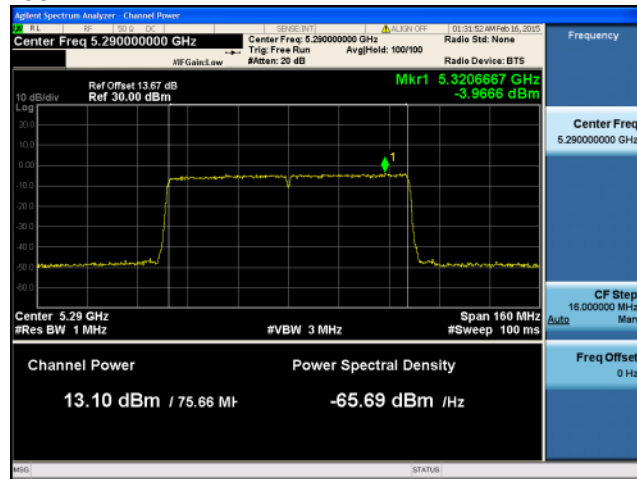 Agilent Spectrum Analyzer - Channel Power
RL RF 50 Ω DC SENSE:INT ALIGN OFF 01:31:52 AM Feb 16, 2015
Center Freq 5.290000000 GHz
Center Freq: 5.290000000 GHz
Radio Std: None
Trig: Free Run Avg|Hold: 100/100
#IFGain:Low #Atten: 20 dB Radio Device: BTS
Frequency
Ref Offset 13.67 dB
Mkr1 5.3206667 GHz
10 dB/div Ref 30.00 dBm -3.9666 dBm
Log
20.0
10.0
0.00
-10.0
-20.0
-30.0
-40.0
-50.0
-60.0
1
Center 5.29 GHz Span 160 MHz
#Res BW 1 MHz #VBW 3 MHz #Sweep 100 ms
Channel Power Power Spectral Density
13.10 dBm / 75.66 MH -65.69 dBm /Hz
Center Freq
5.290000000 GHz
CF Step
16.000000 MHz
Auto Man
Freq Offset
0 Hz
MSG STATUS